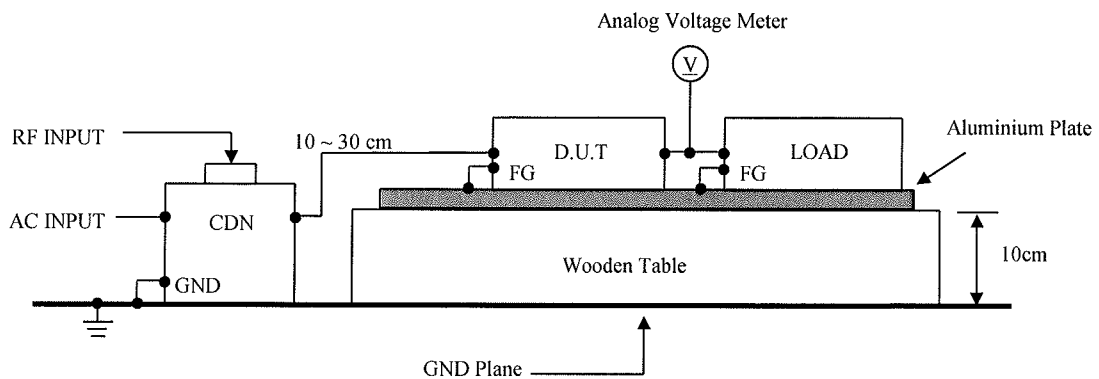 Analog Voltage Meter
V
RF INPUT
10 ~ 30 cm
D.U.T
LOAD
Aluminium Plate
FG
FG
AC INPUT
CDN
GND
Wooden Table
10cm
GND Plane